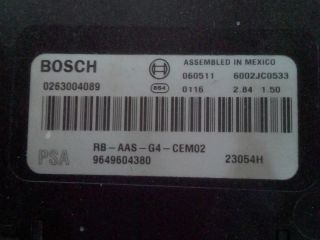 BOSCH
ASSEMBLED IN MEXICO
060511 6002JC0533
0263004089
864
0116 2.84 1.50
PSA
RB-AAS-G4-CEM02
9649604380
23054H